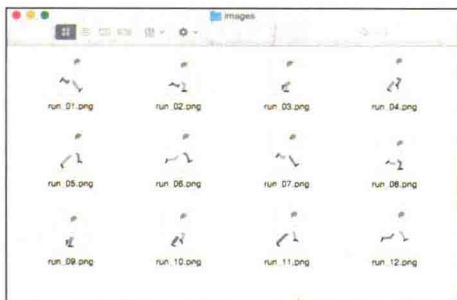 images
run_01.png run_02.png run_03.png run_04.png
run_05.png run_06.png run_07.png run_08.png
run_09.png run_10.png run_11.png run_12.png